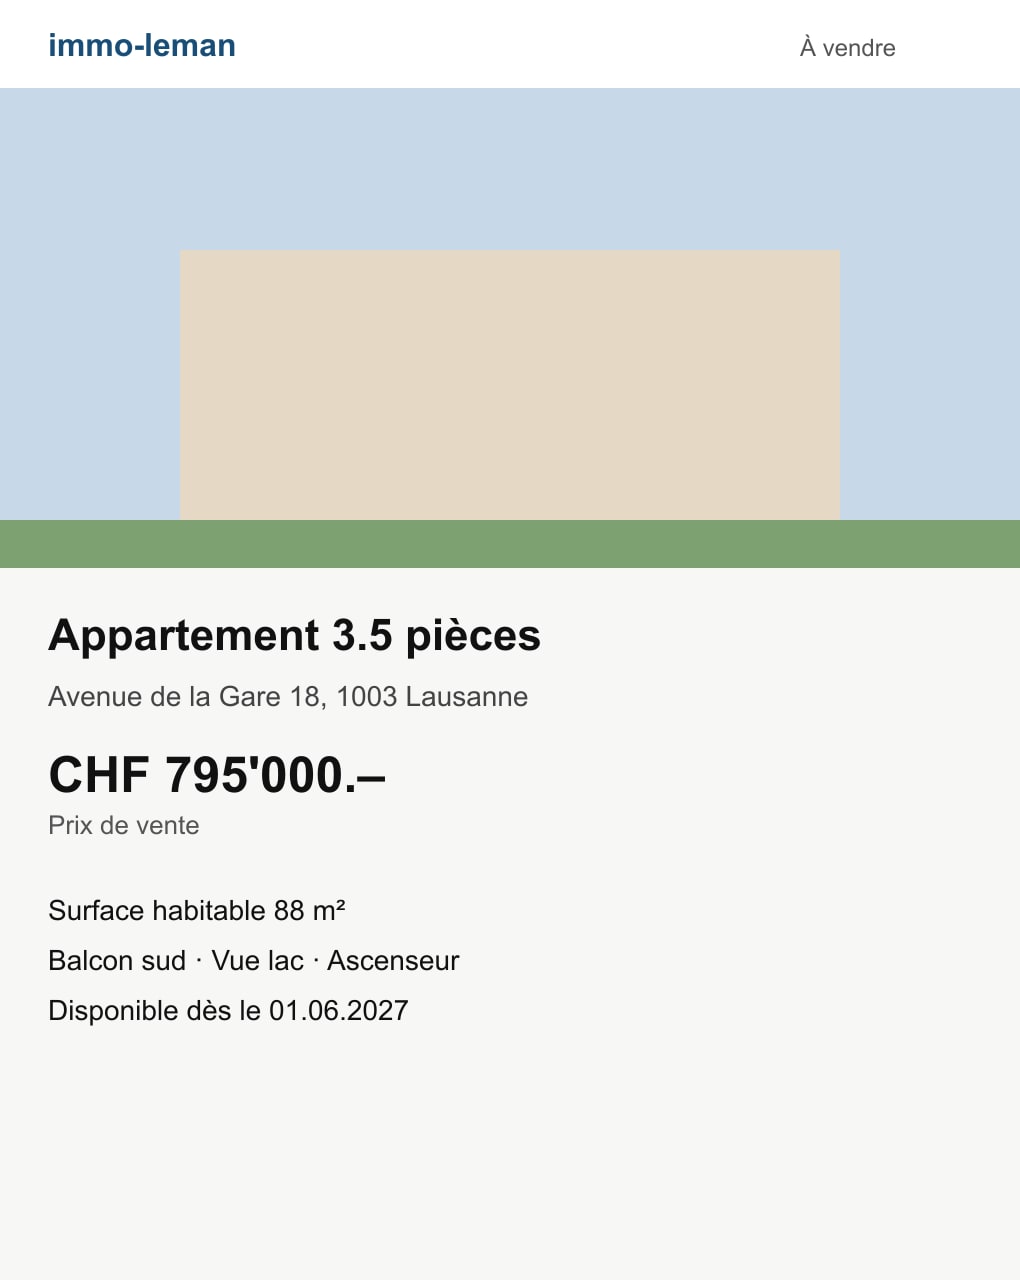 immo-leman
À vendre
Appartement 3.5 pièces
Avenue de la Gare 18, 1003 Lausanne
CHF 795'000.–
Prix de vente
Surface habitable 88 m²
Balcon sud · Vue lac · Ascenseur
Disponible dès le 01.06.2027